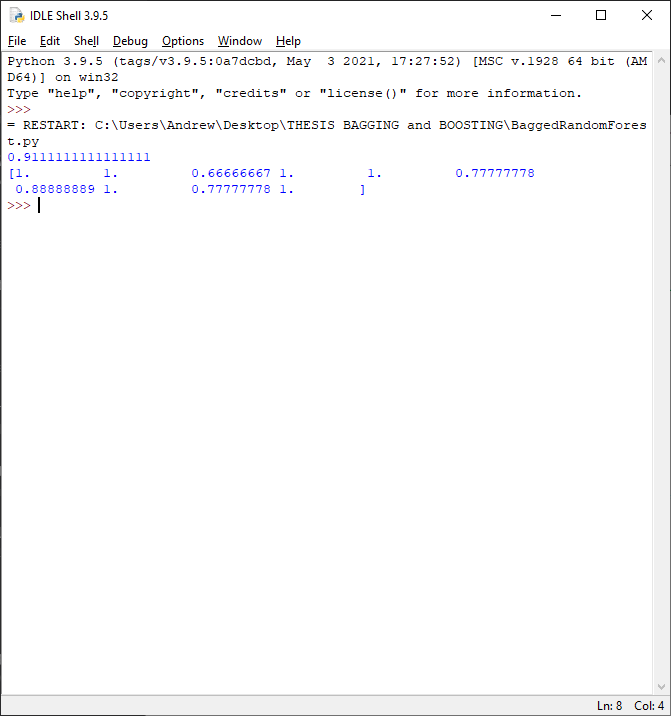 IDLE Shell 3.9.5
File Edit Shell Debug Options Window Help
Python 3.9.5 (tags/v3.9.5:0a7dcbd, May  3 2021, 17:27:52) [MSC v.1928 64 bit (AM
D64)] on win32
Type "help", "copyright", "credits" or "license()" for more information.
>>>
= RESTART: C:\Users\Andrew\Desktop\THESIS BAGGING and BOOSTING\BaggedRandomFores
t.py
0.9111111111111111
[1.         1.         0.66666667 1.         1.         0.77777778
 0.88888889 1.         0.77777778 1.        ]
>>>
Ln: 8 Col: 4